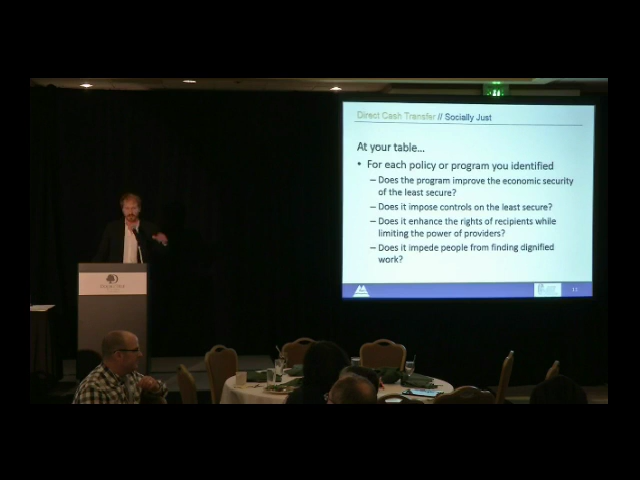 Direct Cash Transfer // Socially Just
At your table...
• For each policy or program you identified
– Does the program improve the economic security
of the least secure?
– Does it impose controls on the least secure?
– Does it enhance the rights of recipients while
limiting the power of providers?
– Does it impede people from finding dignified
work?